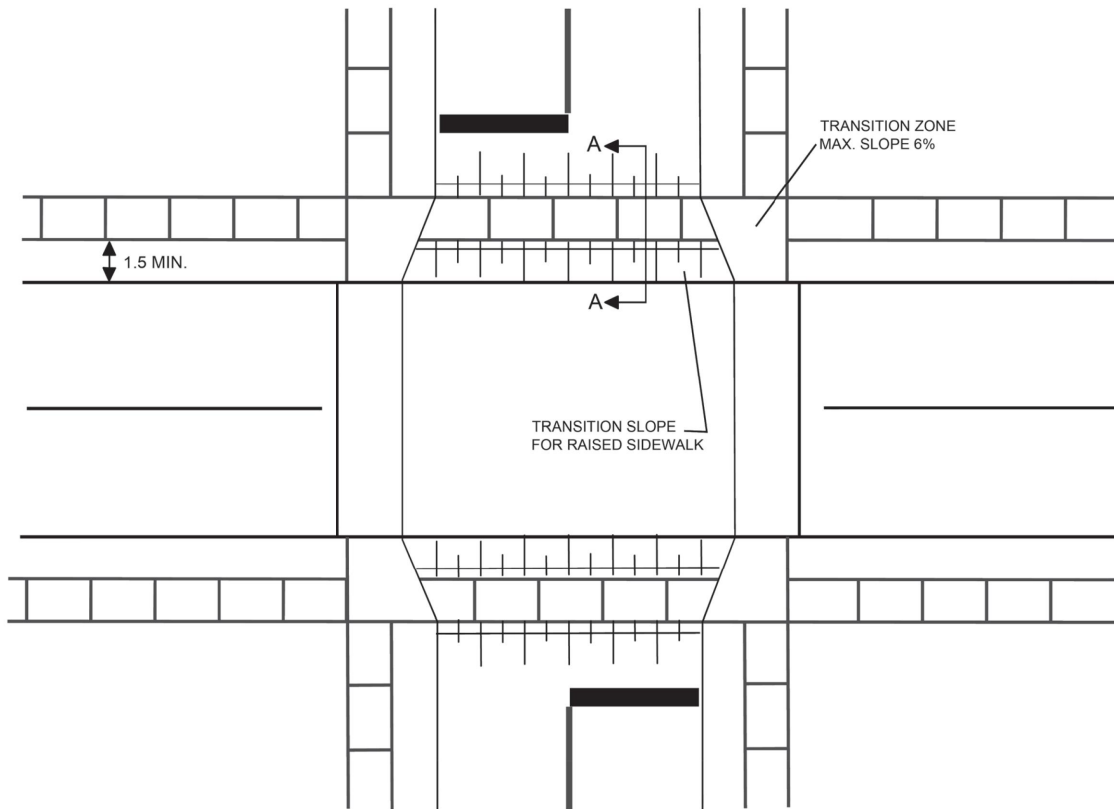 TRANSITION ZONE
MAX. SLOPE 6%
A
1.5 MIN.
A
TRANSITION SLOPE
FOR RAISED SIDEWALK